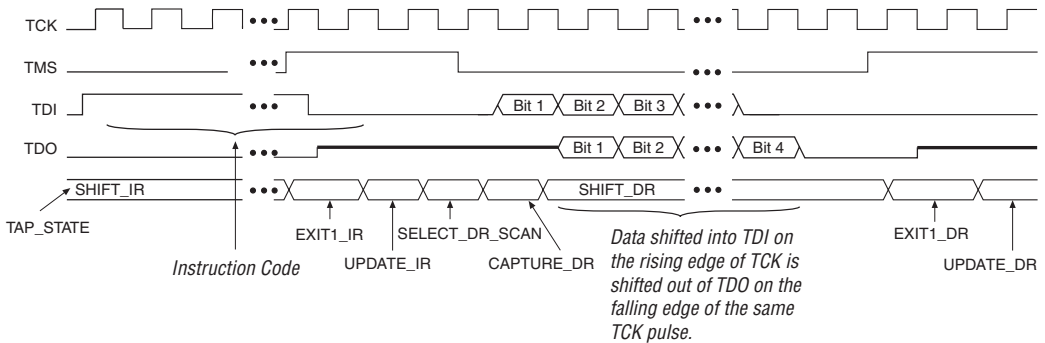 TCK
TMS
TDI
Bit 1 Bit 2 Bit 3
TDO
Bit 1 Bit 2 Bit 4
SHIFT_IR SHIFT_DR
TAP_STATE
EXIT1_IR SELECT_DR_SCAN EXIT1_DR
Instruction Code
UPDATE_IR CAPTURE_DR UPDATE_DR
Data shifted into TDI on
the rising edge of TCK is
shifted out of TDO on the
falling edge of the same
TCK pulse.